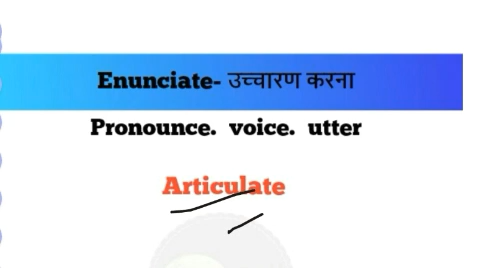 Enunciate- उच्चारण करना
Pronounce. voice. utter
Articulate